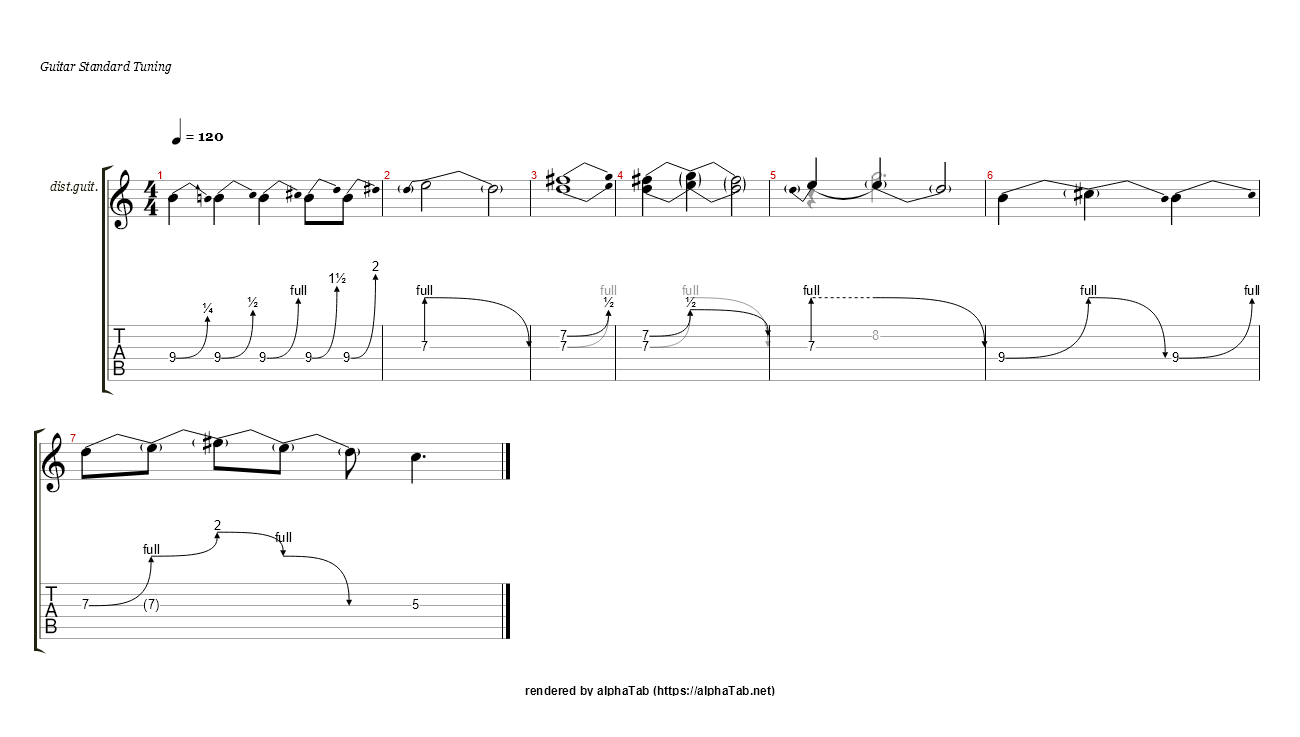 Guitar Standard Tuning
= 120
dist.guit.
1 2 3 4 5 6
4
4
¼ ½ full 1½ 2 full full ½ full ½ full full full
T
A
B
9 9 9 9 9 7 7 7 7 7 7 8 9 9
7
full 2 full
T
A
B
7 (7) 5
rendered by alphaTab (https://alphaTab.net)